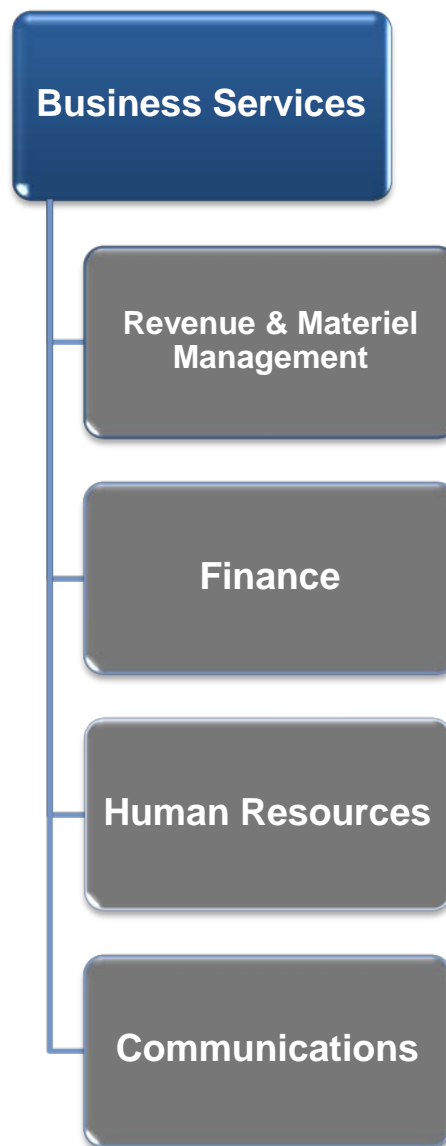 Business Services
Revenue & Materiel
Management
Finance
Human Resources
Communications